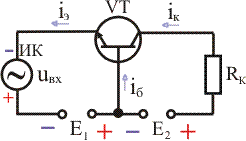 iэ VT iк
− ИК
uвх
+
iб
Rк
− E1 + − E2 +